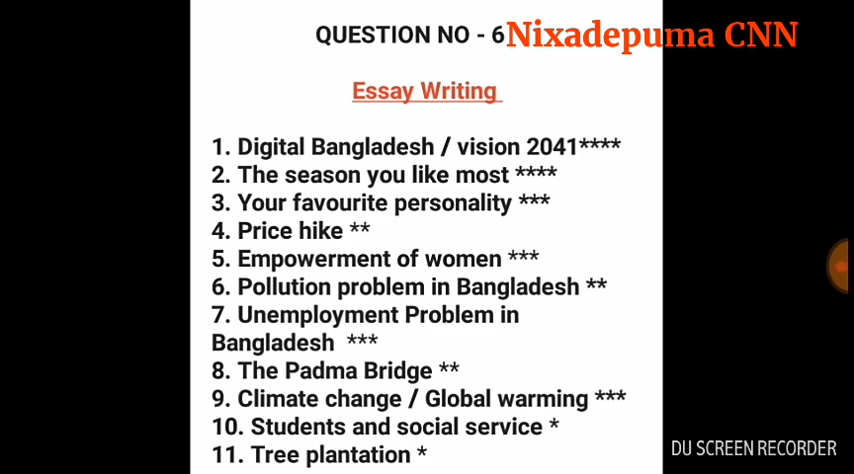 QUESTION NO - 6
Nixadepuma CNN
Essay Writing
1. Digital Bangladesh / vision 2041****
2. The season you like most ****
3. Your favourite personality ***
4. Price hike **
5. Empowerment of women ***
6. Pollution problem in Bangladesh **
7. Unemployment Problem in
Bangladesh ***
8. The Padma Bridge **
9. Climate change / Global warming ***
10. Students and social service *
11. Tree plantation *
DU SCREEN RECORDER